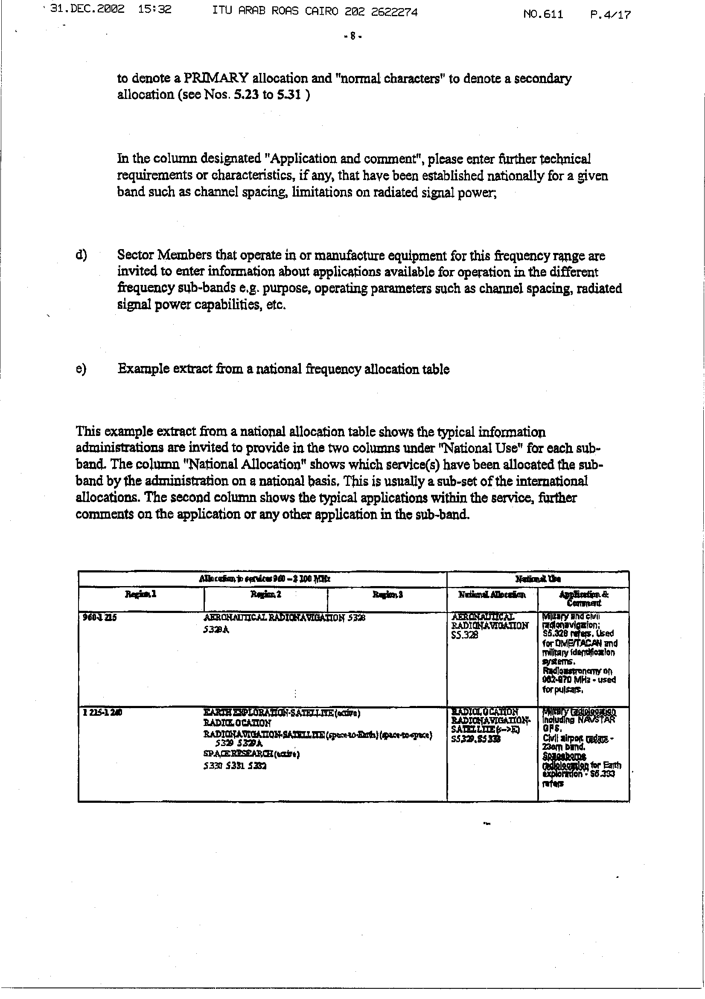 31.DEC.2002 15:32 ITU ARAB ROAS CAIRO 202 2622274 NO.611 P.4/17
- 8 -
to denote a PRIMARY allocation and "normal characters" to denote a secondary
allocation (see Nos. 5.23 to 5.31 )
In the column designated "Application and comment", please enter further technical
requirements or characteristics, if any, that have been established nationally for a given
band such as channel spacing, limitations on radiated signal power;
d) Sector Members that operate in or manufacture equipment for this frequency range are
invited to enter information about applications available for operation in the different
frequency sub-bands e.g. purpose, operating parameters such as channel spacing, radiated
signal power capabilities, etc.
e) Example extract from a national frequency allocation table
This example extract from a national allocation table shows the typical information
administrations are invited to provide in the two columns under "National Use" for each sub-
band. The column "National Allocation" shows which service(s) have been allocated the sub-
band by the administration on a national basis. This is usually a sub-set of the international
allocations. The second column shows the typical applications within the service, further
comments on the application or any other application in the sub-band.
Allocation to services 960 – 2 100 MHz National Use
Region 1 Region 2 Region 3 National Allocation Application &
Comment
960-1 215 AERONAUTICAL RADIONAVIGATION 5.328
5.328A
AERONAUTICAL
RADIONAVIGATION
S5.328
Military and civil
radionavigation;
S5.328 refers. Used
for DME/TACAN and
military identification
systems.
Radioastronomy on
MHz - used
for pulsars.
1 215-1 240 EARTH EXPLORATION-SATELLITE (active)
RADIOLOCATION
RADIONAVIGATION-SATELLITE (space-to-Earth) (space-to-space)
5.329 5.329A
SPACE RESEARCH (active)
5.330 5.331 5.332
RADIOLOCATION
RADIONAVIGATION-
SATELLITE (s-->E)
S5.329, S5.333
Military radiolocation
including NAVSTAR
GPS.
Civil airport radars -
23cm band.
Spaceborne
radiolocation for Earth
exploration - S5.333
refers